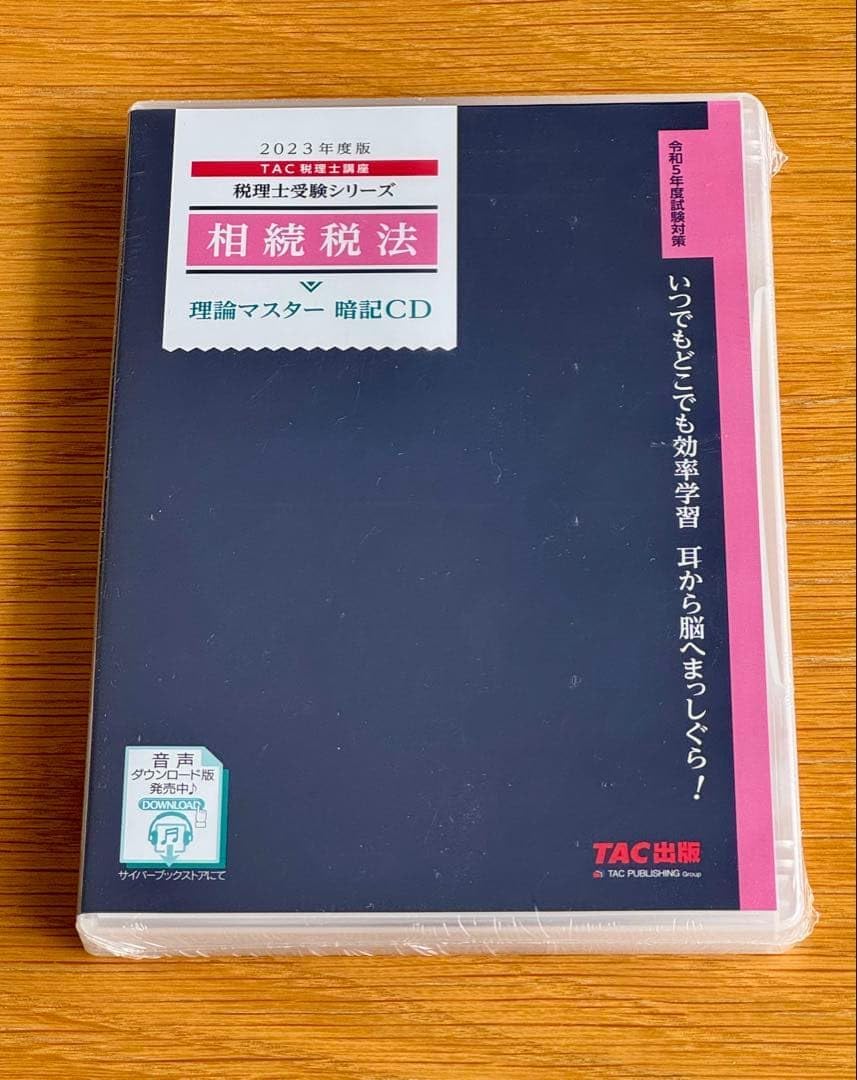 2023年度版
TAC税理士講座
税理士受験シリーズ
相続税法
理論マスター 暗記CD
令和5年度試験対策
いつでもどこでも効率学習 耳から脳へまっしぐら！
音声
ダウンロード版
発売中♪
DOWNLOAD
サイバーブックストアにて
TAC出版
TAC PUBLISHING Group